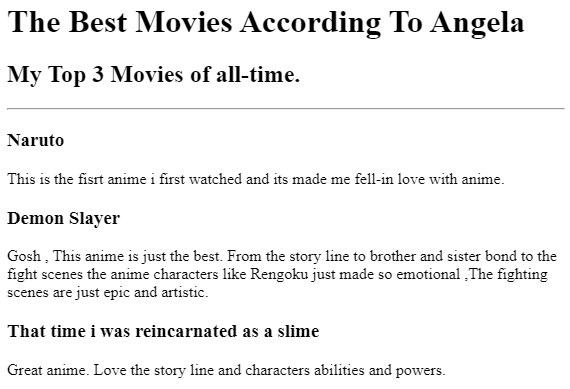 The Best Movies According To Angela
My Top 3 Movies of all-time.
Naruto
This is the fisrt anime i first watched and its made me fell-in love with anime.
Demon Slayer
Gosh , This anime is just the best. From the story line to brother and sister bond to the
fight scenes the anime characters like Rengoku just made so emotional ,The fighting
scenes are just epic and artistic.
That time i was reincarnated as a slime
Great anime. Love the story line and characters abilities and powers.